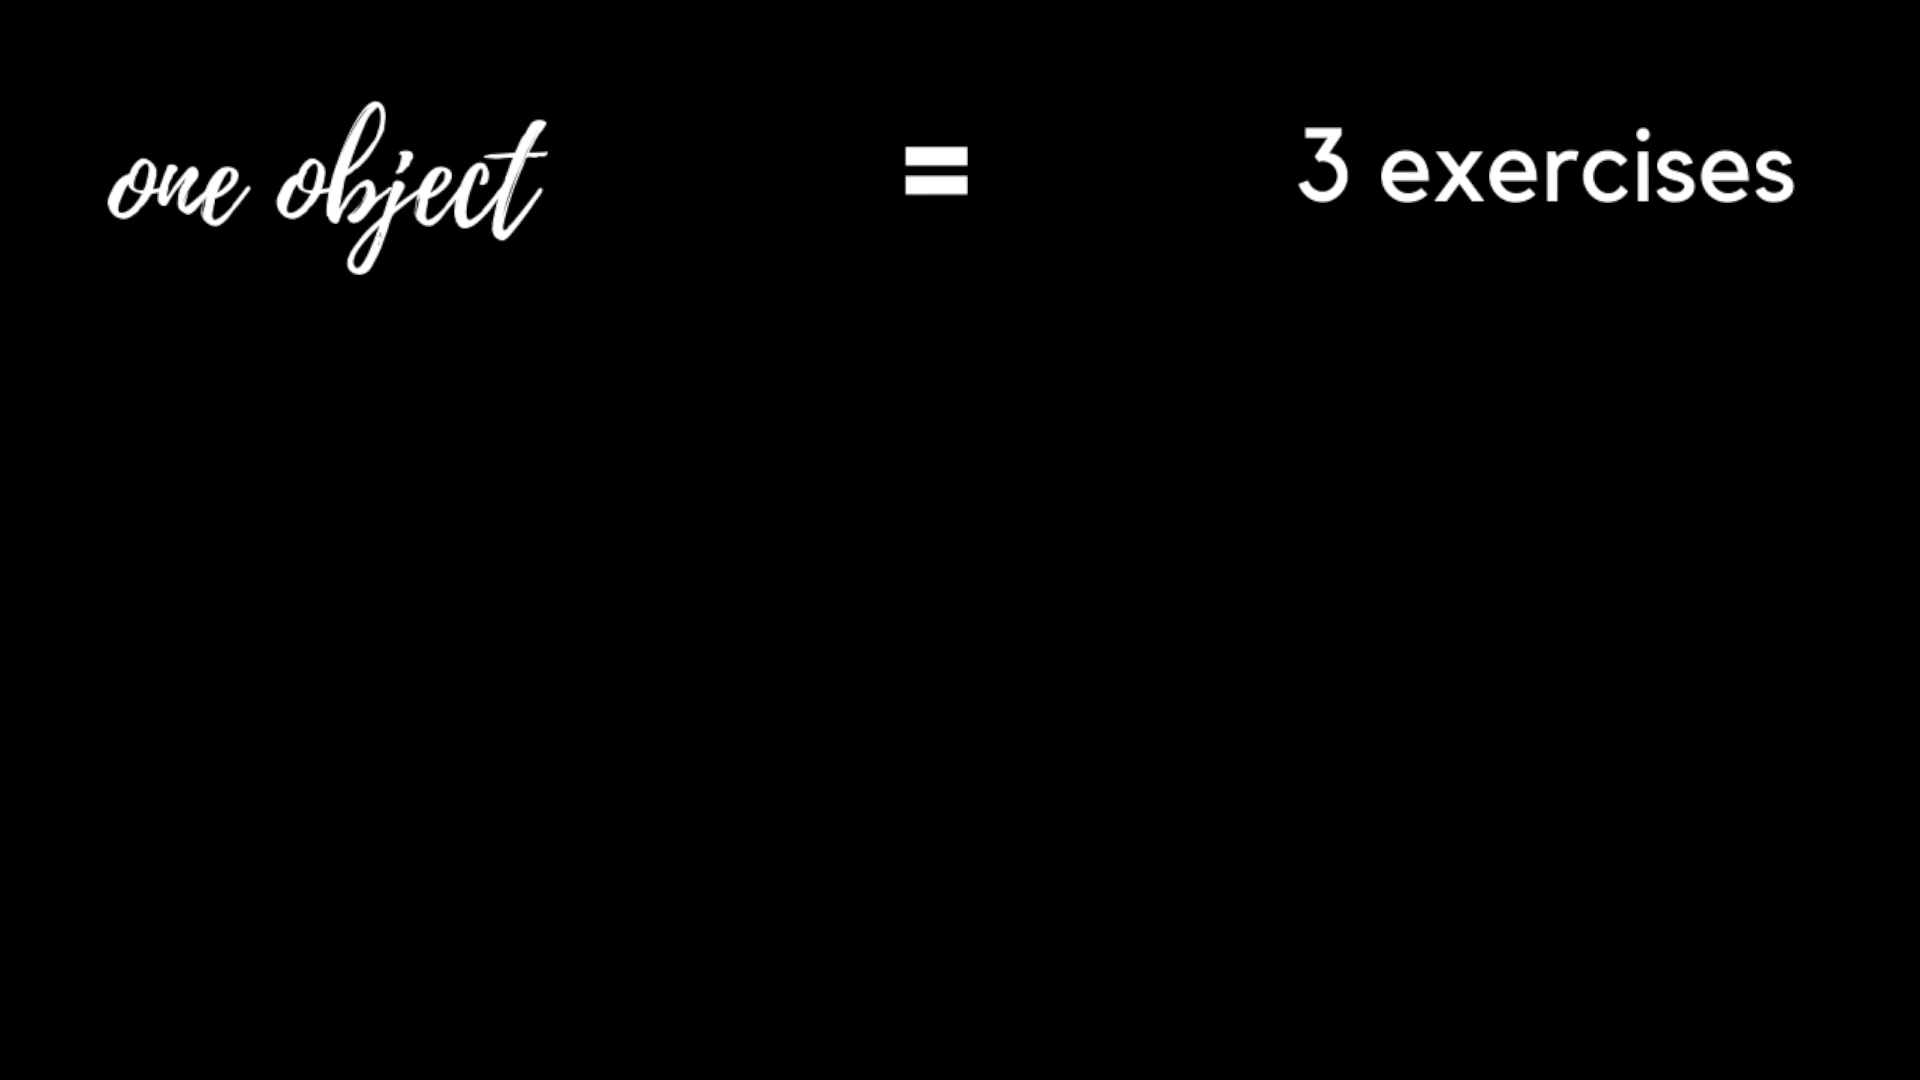 one object = 3 exercises